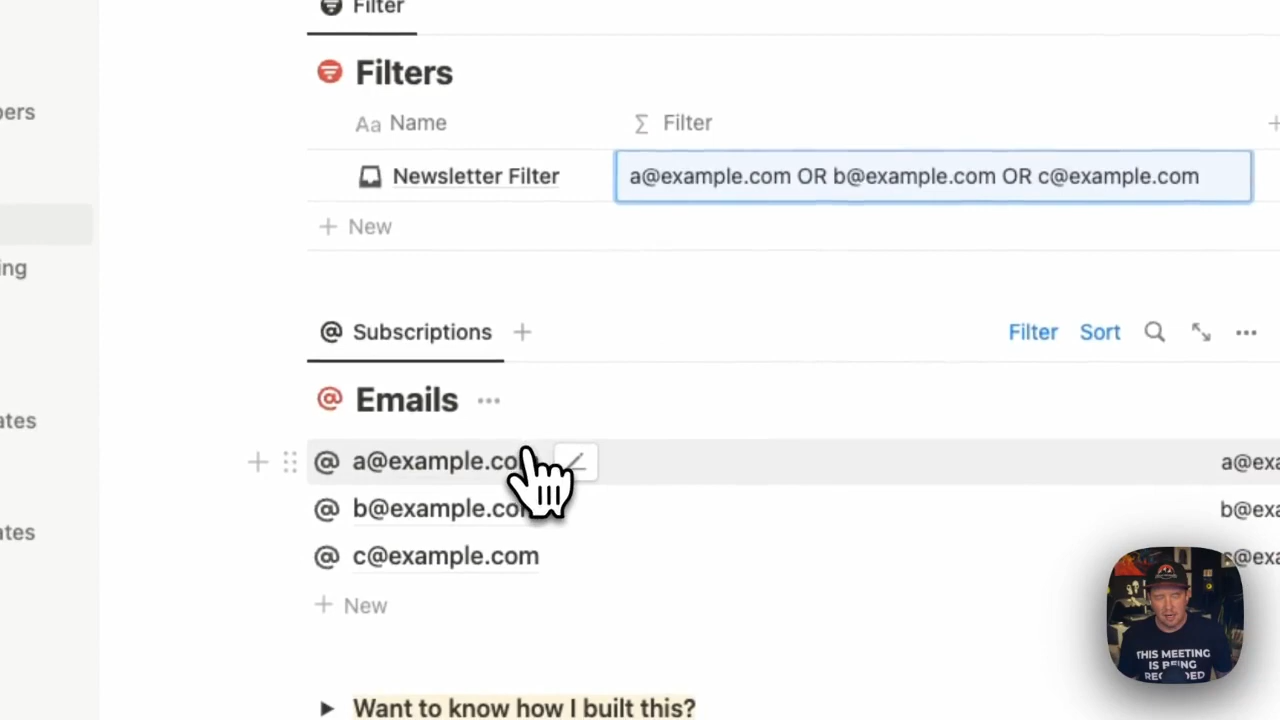 Filter
Filters
Aa Name
Σ Filter
Newsletter Filter
a@example.com OR b@example.com OR c@example.com
+ New
@ Subscriptions +
Filter Sort
@ Emails
@ a@example.co
@ b@example.co
@ c@example.com
+ New
THIS MEETING
IS BEING
RECORDED
Want to know how I built this?